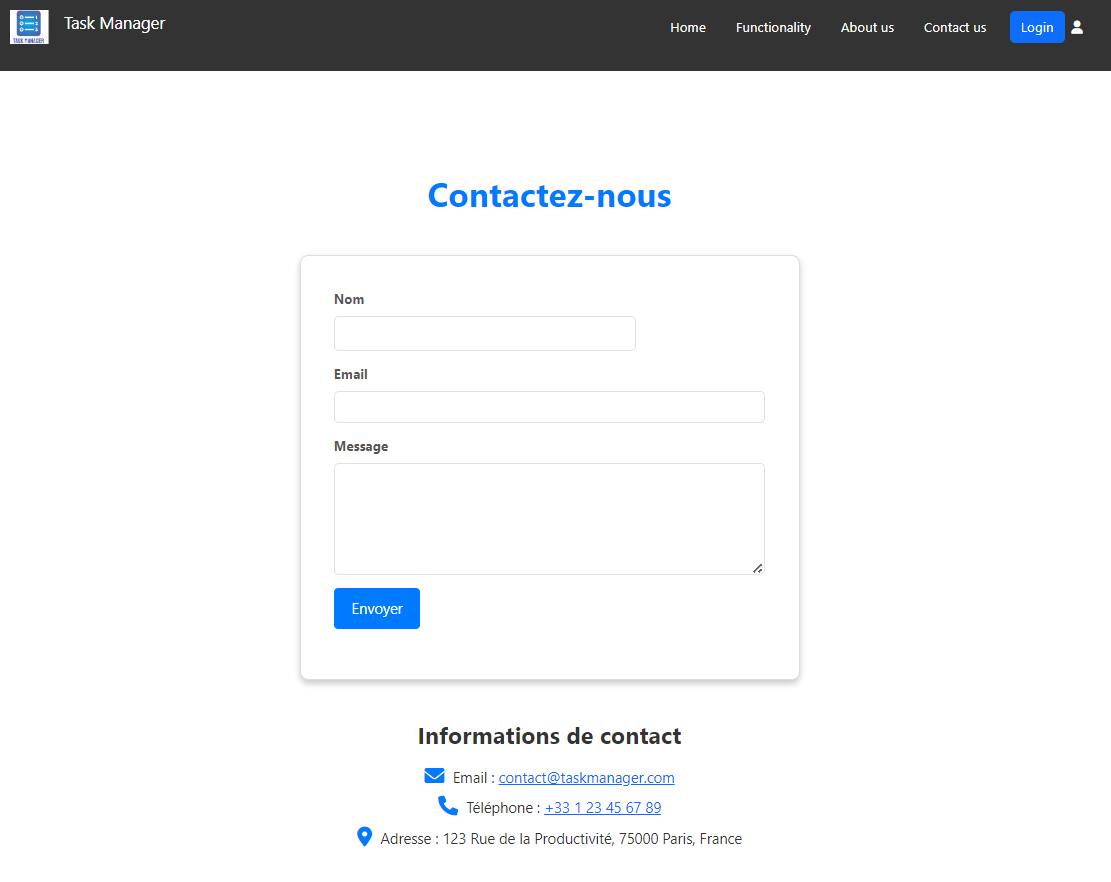 TASK MANAGER
Task Manager
Home Functionality About us Contact us Login
Contactez-nous
Nom
Email
Message
Envoyer
Informations de contact
Email : contact@taskmanager.com
Téléphone : +33 1 23 45 67 89
Adresse : 123 Rue de la Productivité, 75000 Paris, France